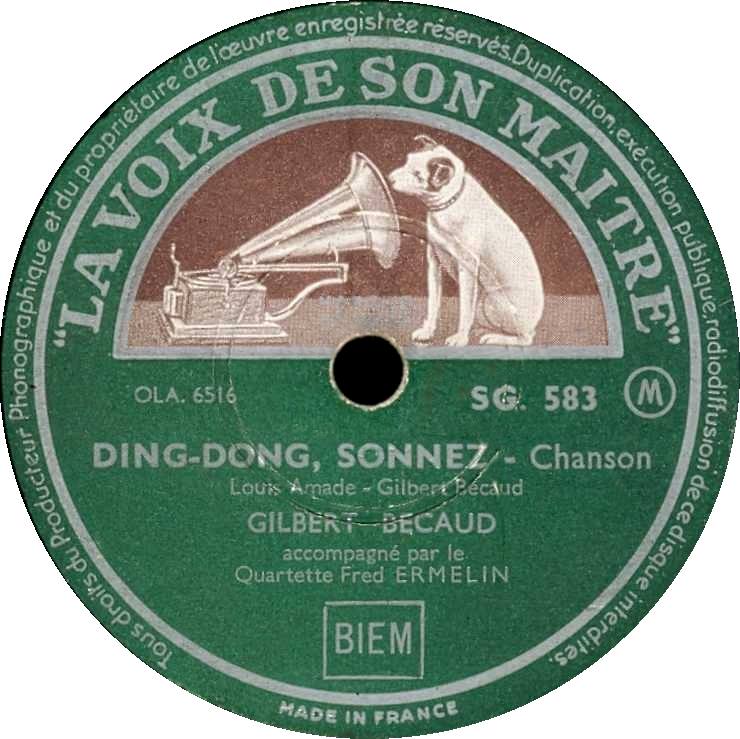 Tous droits du Producteur Phonographique et du propriétaire de l'œuvre enregistrée réservés. Duplication, exécution publique, radiodiffusion de ce disque interdites.
"LA VOIX DE SON MAITRE"
OLA. 6516
SG. 583 M
DING-DONG, SONNEZ - Chanson
Louis Amade - Gilbert Bécaud
GILBERT BECAUD
accompagné par le
Quartette Fred ERMELIN
BIEM
MADE IN FRANCE